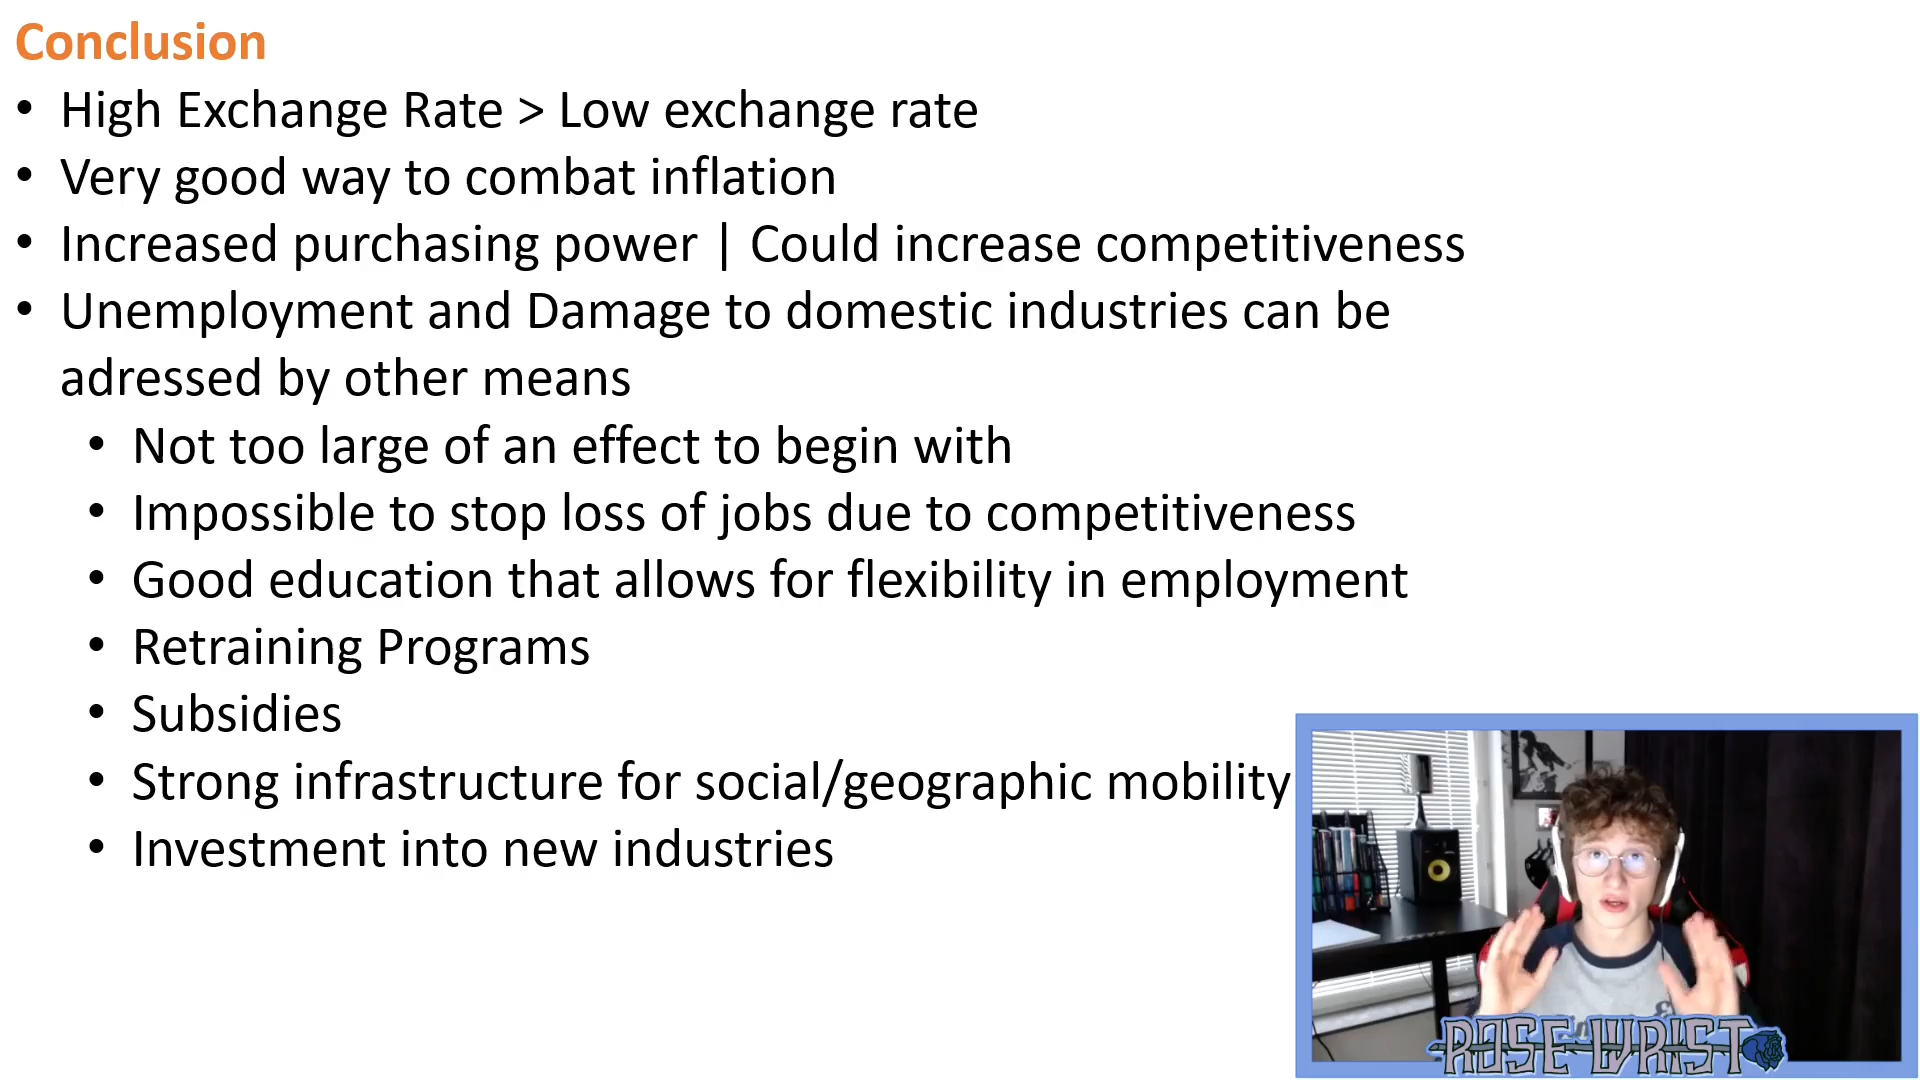 Conclusion
• High Exchange Rate > Low exchange rate
• Very good way to combat inflation
• Increased purchasing power | Could increase competitiveness
• Unemployment and Damage to domestic industries can be
adressed by other means
• Not too large of an effect to begin with
• Impossible to stop loss of jobs due to competitiveness
• Good education that allows for flexibility in employment
• Retraining Programs
• Subsidies
• Strong infrastructure for social/geographic mobility
• Investment into new industries
ROSE WRIST